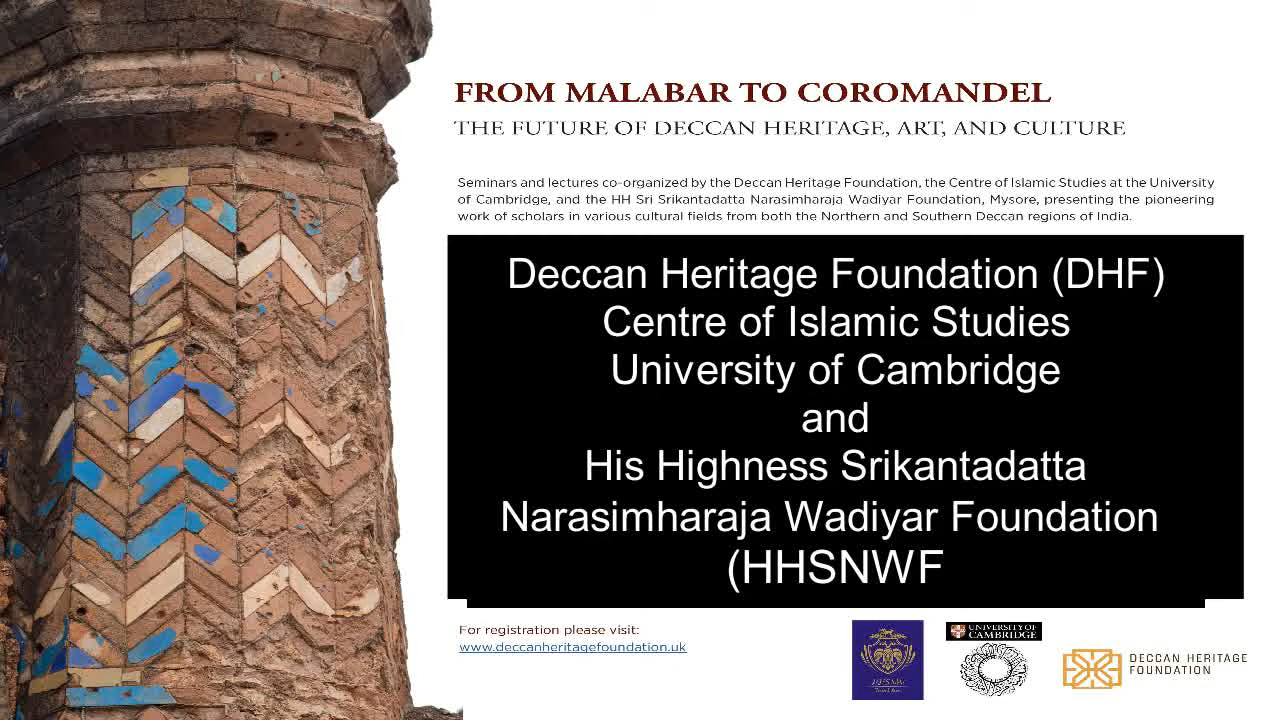 FROM MALABAR TO COROMANDEL
THE FUTURE OF DECCAN HERITAGE, ART, AND CULTURE
Seminars and lectures co-organized by the Deccan Heritage Foundation, the Centre of Islamic Studies at the University
of Cambridge, and the HH Sri Srikantadatta Narasimharaja Wadiyar Foundation, Mysore, presenting the pioneering
work of scholars in various cultural fields from both the Northern and Southern Deccan regions of India.
Deccan Heritage Foundation (DHF)
Centre of Islamic Studies
University of Cambridge
and
His Highness Srikantadatta
Narasimharaja Wadiyar Foundation
(HHSNWF
For registration please visit:
www.deccanheritagefoundation.uk
UNIVERSITY OF
CAMBRIDGE
DECCAN HERITAGE
FOUNDATION